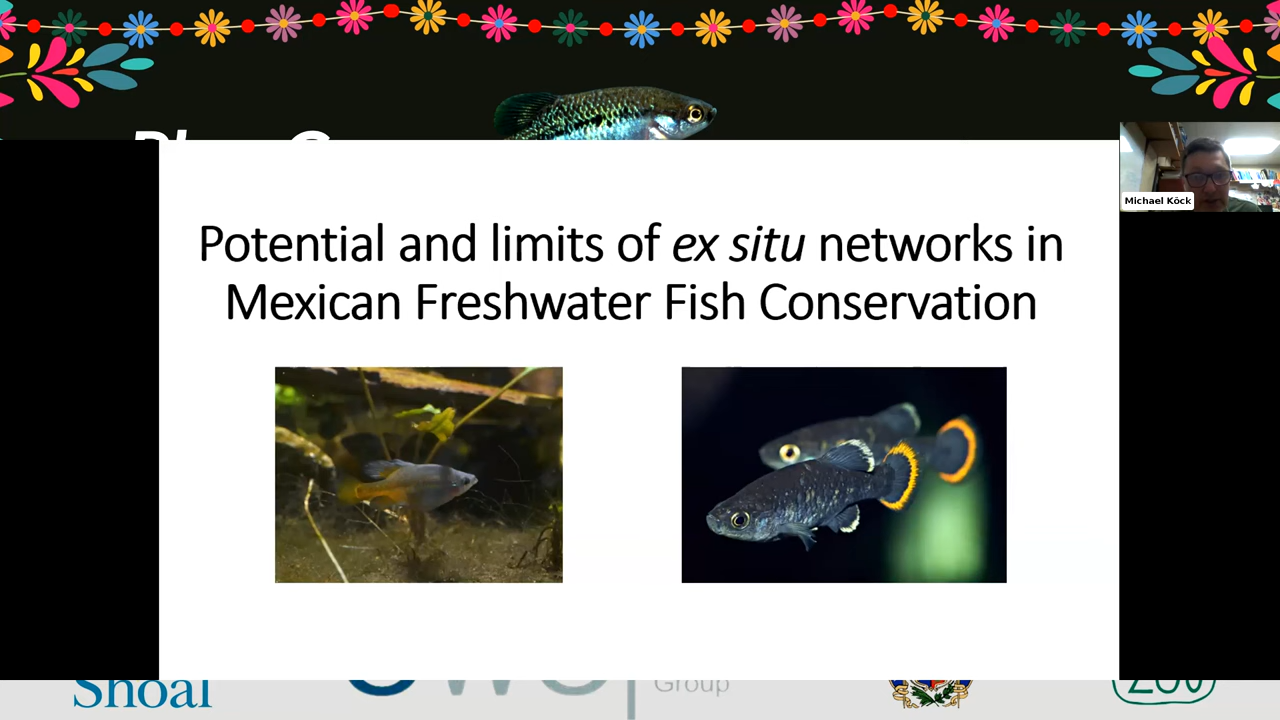 Michael Köck
Potential and limits of ex situ networks in
Mexican Freshwater Fish Conservation
Shoal
Group